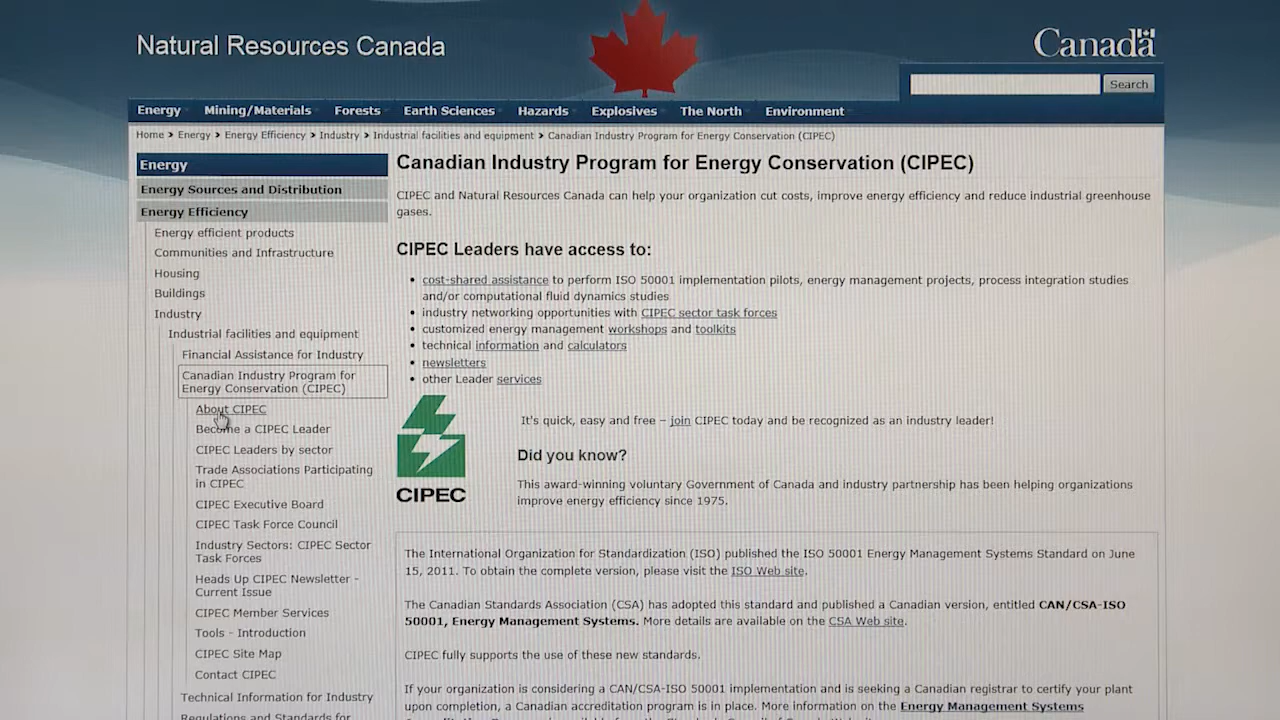 Natural Resources Canada
Canada
Search
Energy Mining/Materials Forests Earth Sciences Hazards Explosives The North Environment
Home > Energy > Energy Efficiency > Industry > Industrial facilities and equipment > Canadian Industry Program for Energy Conservation (CIPEC)
Energy
Energy Sources and Distribution
Energy Efficiency
Energy efficient products
Communities and Infrastructure
Housing
Buildings
Industry
Industrial facilities and equipment
Financial Assistance for Industry
Canadian Industry Program for
Energy Conservation (CIPEC)
About CIPEC
Become a CIPEC Leader
CIPEC Leaders by sector
Trade Associations Participating
in CIPEC
CIPEC Executive Board
CIPEC Task Force Council
Industry Sectors: CIPEC Sector
Task Forces
Heads Up CIPEC Newsletter -
Current Issue
CIPEC Member Services
Tools - Introduction
CIPEC Site Map
Contact CIPEC
Technical Information for Industry
Regulations and Standards for
Canadian Industry Program for Energy Conservation (CIPEC)
CIPEC and Natural Resources Canada can help your organization cut costs, improve energy efficiency and reduce industrial greenhouse
gases.
CIPEC Leaders have access to:
• cost-shared assistance to perform ISO 50001 implementation pilots, energy management projects, process integration studies
and/or computational fluid dynamics studies
• industry networking opportunities with CIPEC sector task forces
• customized energy management workshops and toolkits
• technical information and calculators
• newsletters
• other Leader services
CIPEC
It's quick, easy and free – join CIPEC today and be recognized as an industry leader!
Did you know?
This award-winning voluntary Government of Canada and industry partnership has been helping organizations
improve energy efficiency since 1975.
The International Organization for Standardization (ISO) published the ISO 50001 Energy Management Systems Standard on June
15, 2011. To obtain the complete version, please visit the ISO Web site.
The Canadian Standards Association (CSA) has adopted this standard and published a Canadian version, entitled CAN/CSA-ISO
50001, Energy Management Systems. More details are available on the CSA Web site.
CIPEC fully supports the use of these new standards.
If your organization is considering a CAN/CSA-ISO 50001 implementation and is seeking a Canadian registrar to certify your plant
upon completion, a Canadian accreditation program is in place. More information on the Energy Management Systems